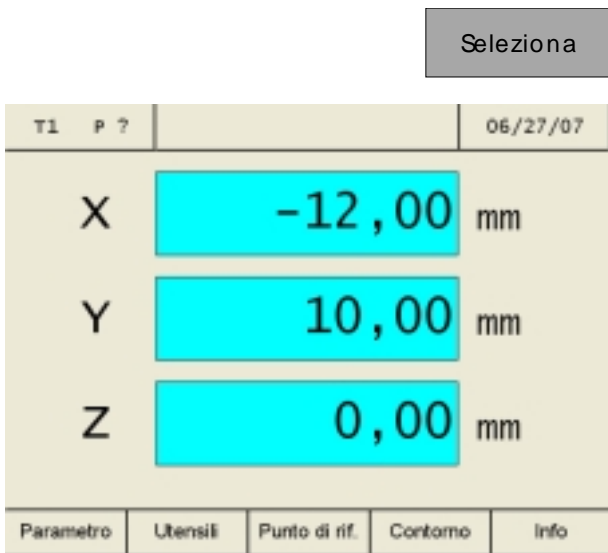 Seleziona
T1 P ? 06/27/07
X -12,00 mm
Y 10,00 mm
Z 0,00 mm
Parametro Utensili Punto di rif. Contorno Info